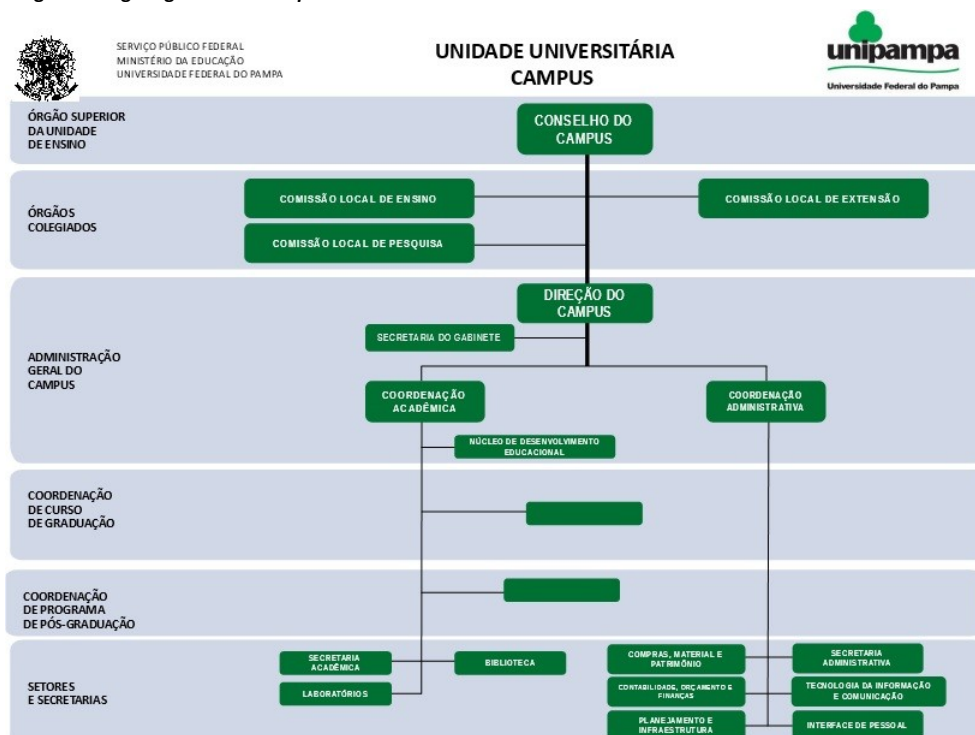 SERVIÇO PÚBLICO FEDERAL
MINISTÉRIO DA EDUCAÇÃO
UNIVERSIDADE FEDERAL DO PAMPA
UNIDADE UNIVERSITÁRIA
CAMPUS
unipampa
Universidade Federal do Pampa
ÓRGÃO SUPERIOR
DA UNIDADE
DE ENSINO
CONSELHO DO
CAMPUS
ÓRGÃOS
COLEGIADOS
COMISSÃO LOCAL DE ENSINO
COMISSÃO LOCAL DE EXTENSÃO
COMISSÃO LOCAL DE PESQUISA
ADMINISTRAÇÃO
GERAL DO
CAMPUS
DIREÇÃO DO
CAMPUS
SECRETARIA DO GABINETE
COORDENAÇÃO
ACADÊMICA
COORDENAÇÃO
ADMINISTRATIVA
NÚCLEO DE DESENVOLVIMENTO
EDUCACIONAL
COORDENAÇÃO
DE CURSO
DE GRADUAÇÃO
COORDENAÇÃO
DE PROGRAMA
DE PÓS-GRADUAÇÃO
SETORES
E SECRETARIAS
SECRETARIA
ACADÊMICA
BIBLIOTECA
LABORATÓRIOS
COMPRAS, MATERIAL E
PATRIMÔNIO
SECRETARIA
ADMINISTRATIVA
CONTABILIDADE, ORÇAMENTO E
FINANÇAS
TECNOLOGIA DA INFORMAÇÃO
E COMUNICAÇÃO
PLANEJAMENTO E
INFRAESTRUTURA
INTERFACE DE PESSOAL